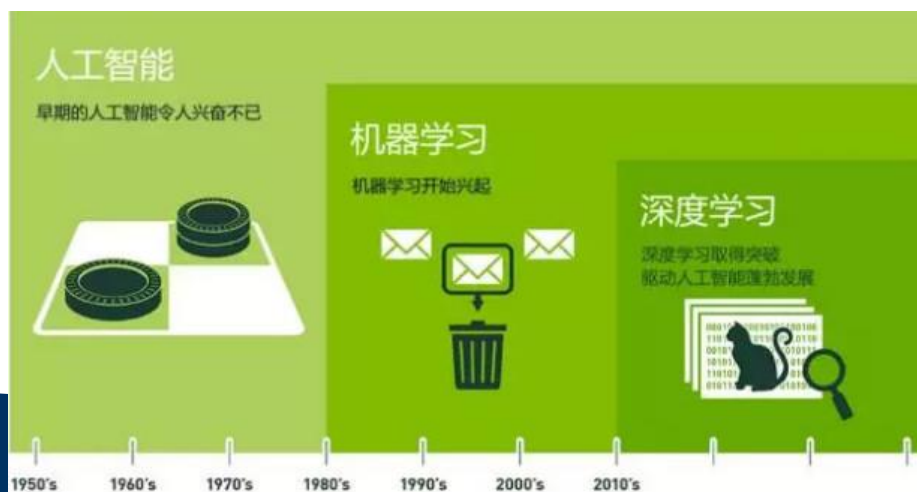 人工智能
早期的人工智能令人兴奋不已
机器学习
机器学习开始兴起
深度学习
深度学习取得突破
驱动人工智能蓬勃发展
1950's 1960's 1970's 1980's 1990's 2000's 2010's